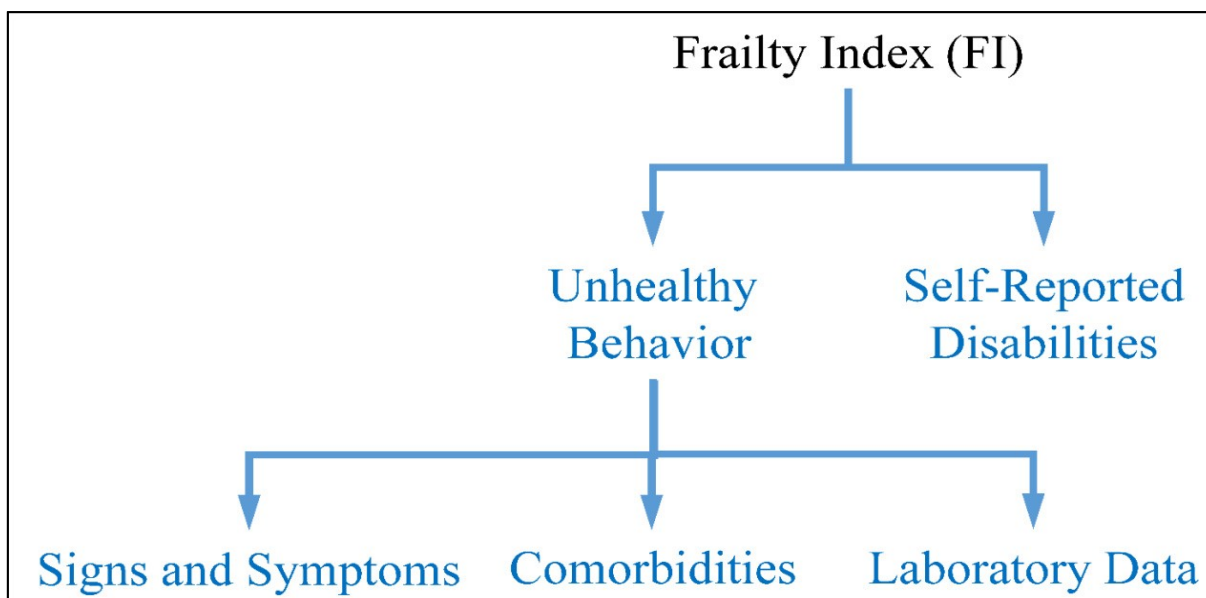 Frailty Index (FI)
Unhealthy
Behavior
Self-Reported
Disabilities
Signs and Symptoms
Comorbidities
Laboratory Data